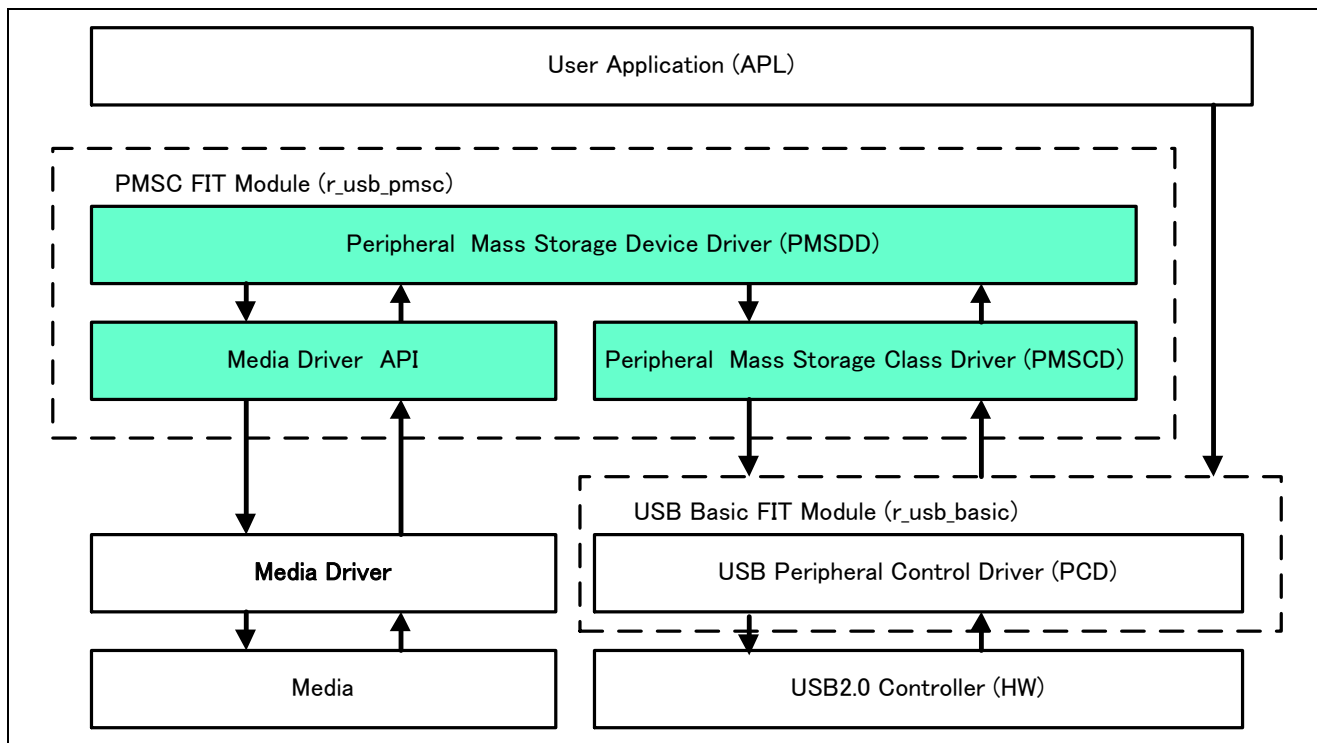 User Application (APL)
PMSC FIT Module (r_usb_pmsc)
Peripheral Mass Storage Device Driver (PMSDD)
Media Driver API
Peripheral Mass Storage Class Driver (PMSCD)
USB Basic FIT Module (r_usb_basic)
Media Driver
USB Peripheral Control Driver (PCD)
Media
USB2.0 Controller (HW)